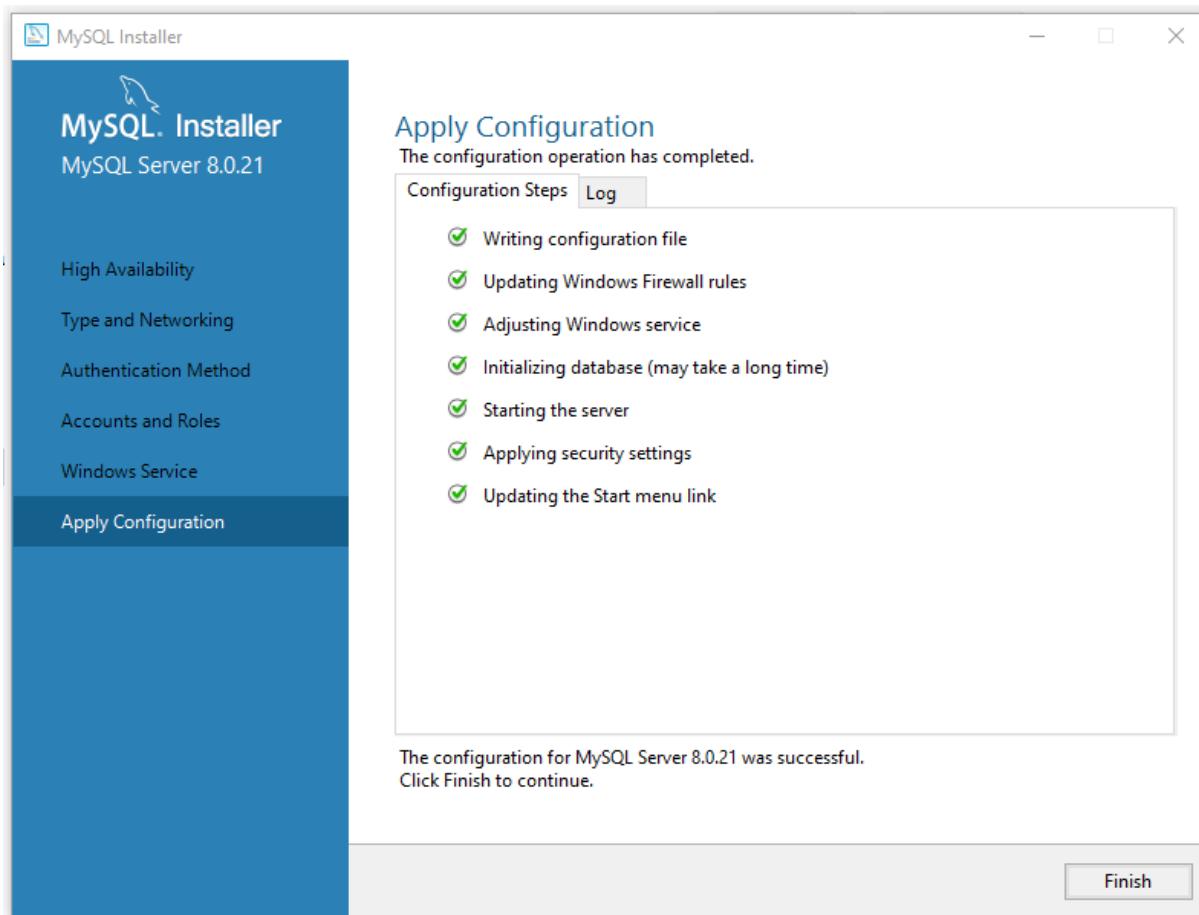 MySQL Installer
MySQL. Installer
MySQL Server 8.0.21
High Availability
Type and Networking
Authentication Method
Accounts and Roles
Windows Service
Apply Configuration
Apply Configuration
The configuration operation has completed.
Configuration Steps
Log
Writing configuration file
Updating Windows Firewall rules
Adjusting Windows service
Initializing database (may take a long time)
Starting the server
Applying security settings
Updating the Start menu link
The configuration for MySQL Server 8.0.21 was successful.
Click Finish to continue.
Finish